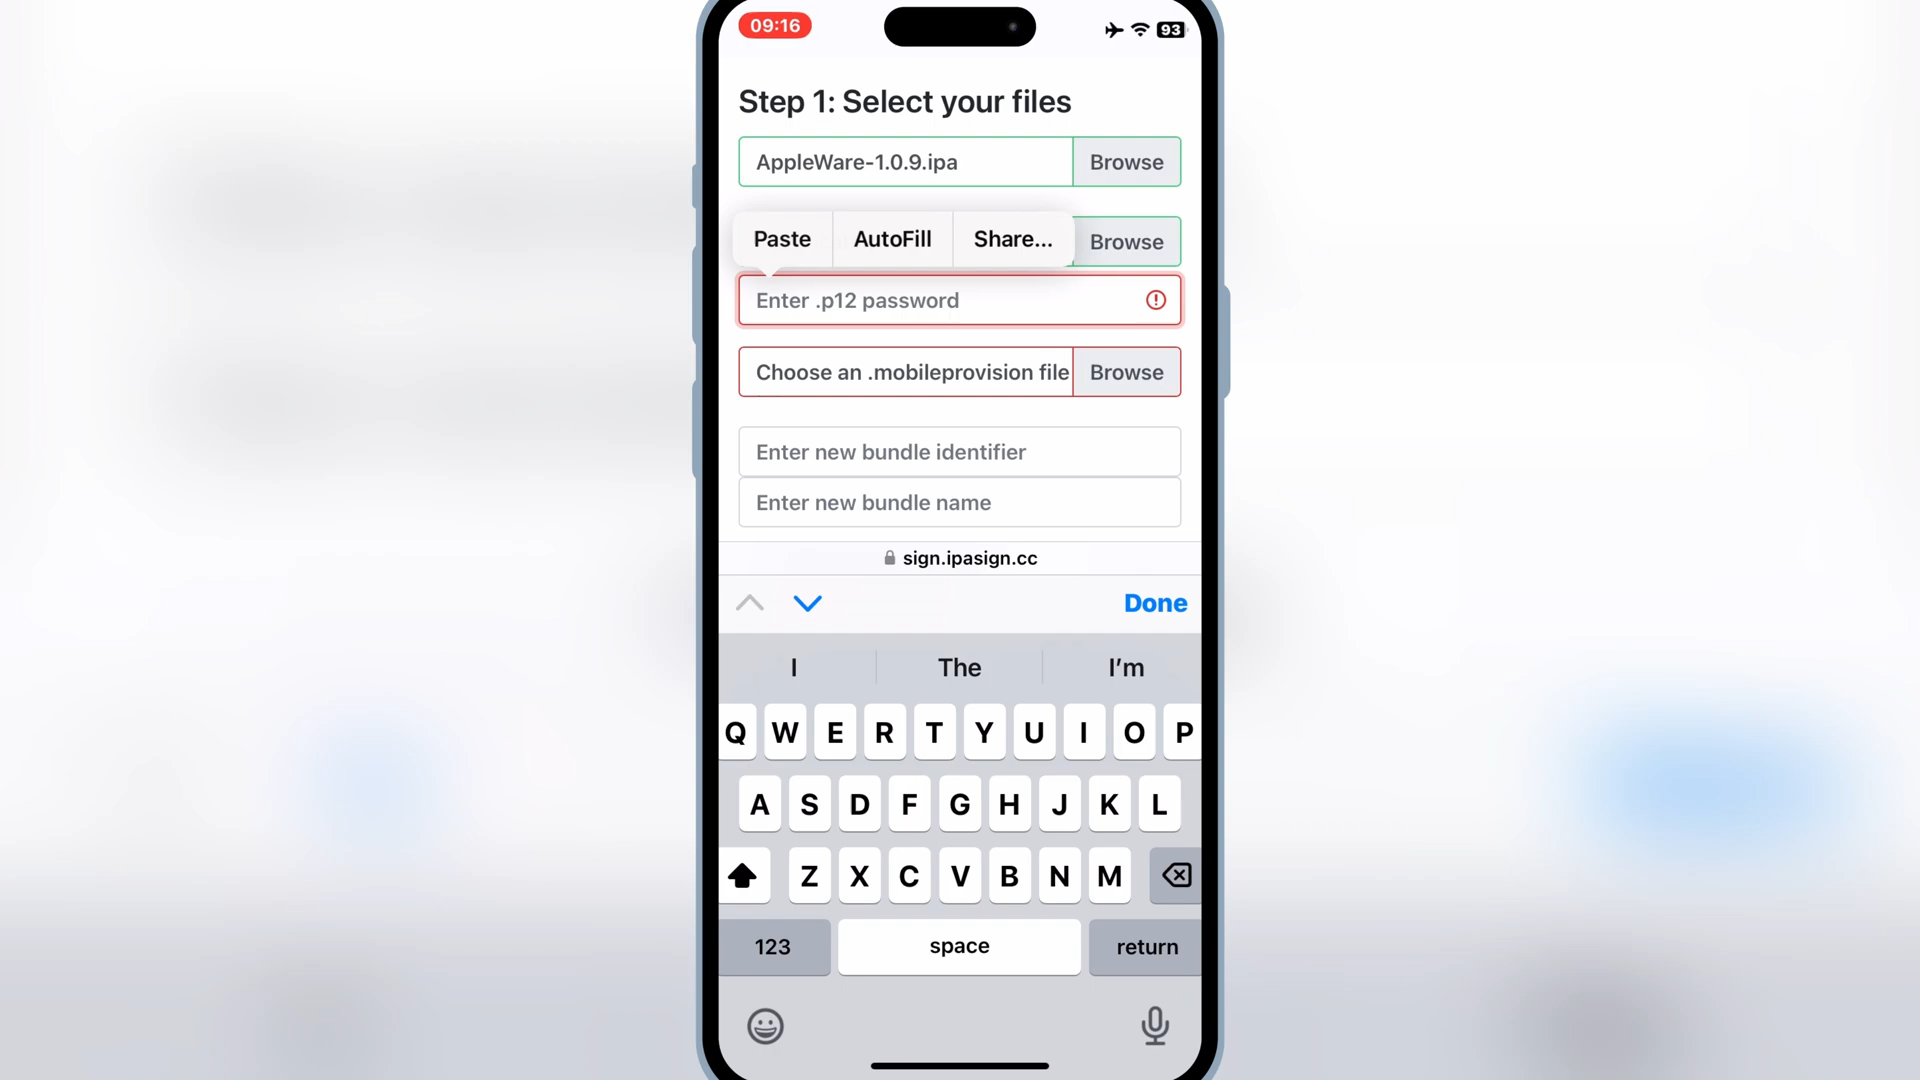 09:16
93
Step 1: Select your files
AppleWare-1.0.9.ipa
Browse
Paste
AutoFill
Share...
Browse
Enter .p12 password
Choose an .mobileprovision file
Browse
Enter new bundle identifier
Enter new bundle name
sign.ipasign.cc
Done
I
The
I’m
Q W E R T Y U I O P
A S D F G H J K L
Z X C V B N M
123
space
return